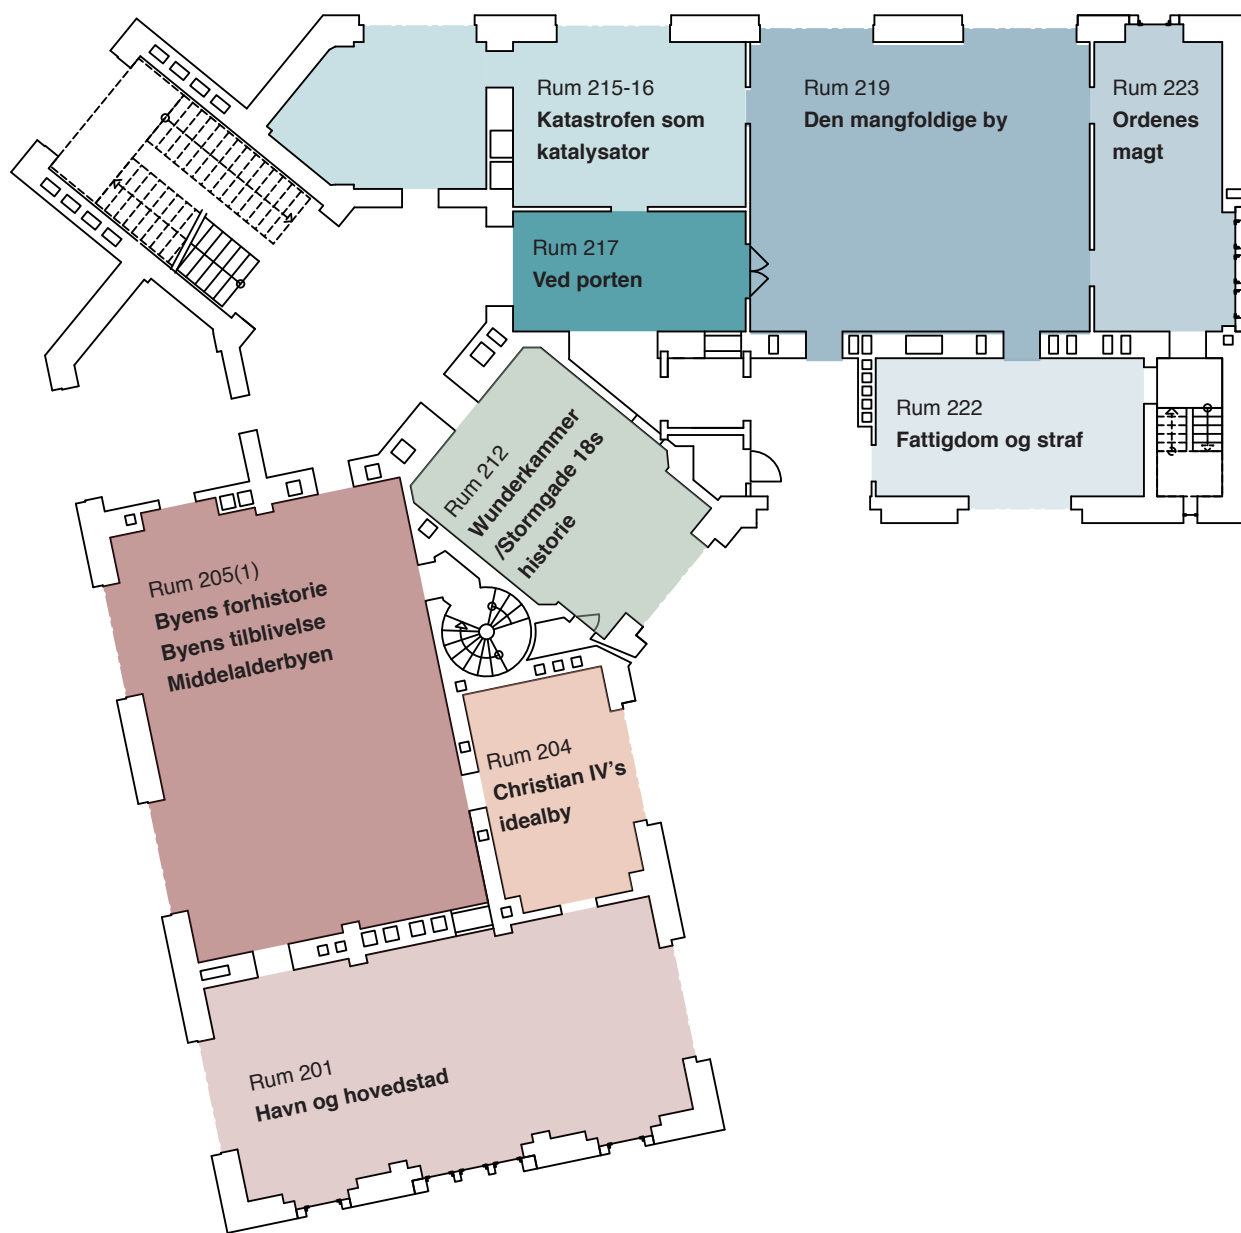 Rum 215-16
Katastrofen som
katalysator
Rum 219
Den mangfoldige by
Rum 223
Ordenes
magt
Rum 217
Ved porten
Rum 222
Fattigdom og straf
Rum 212
Wunderkammer
/Stormgade 18s
historie
Rum 205(1)
Byens forhistorie
Byens tilblivelse
Middelalderbyen
Rum 204
Christian IV’s
idealby
Rum 201
Havn og hovedstad